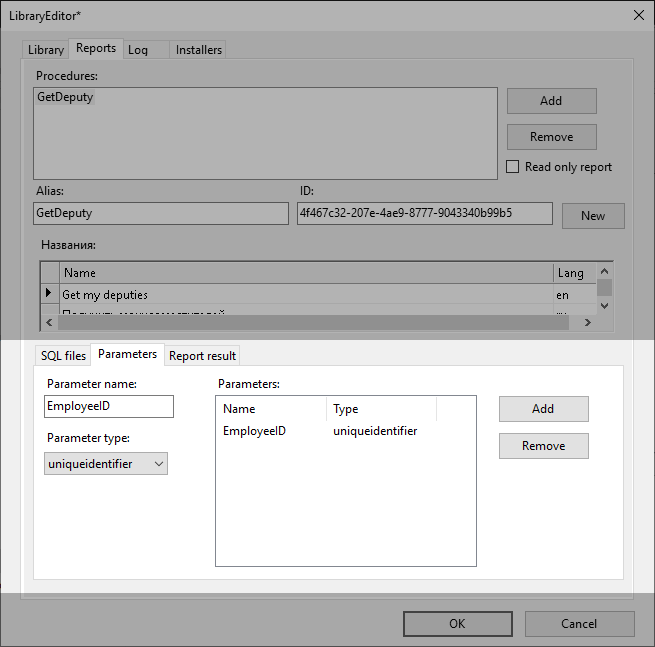 LibraryEditor*
Library Reports Log Installers
Procedures:
GetDeputy
Add
Remove
Read only report
Alias: ID:
GetDeputy 4f467c32-207e-4ae9-8777-9043340b99b5 New
Названия:
Name Lang
Get my deputies en
SQL files Parameters Report result
Parameter name: Parameters:
EmployeeID Name Type Add
EmployeeID uniqueidentifier
Parameter type: Remove
uniqueidentifier
OK Cancel